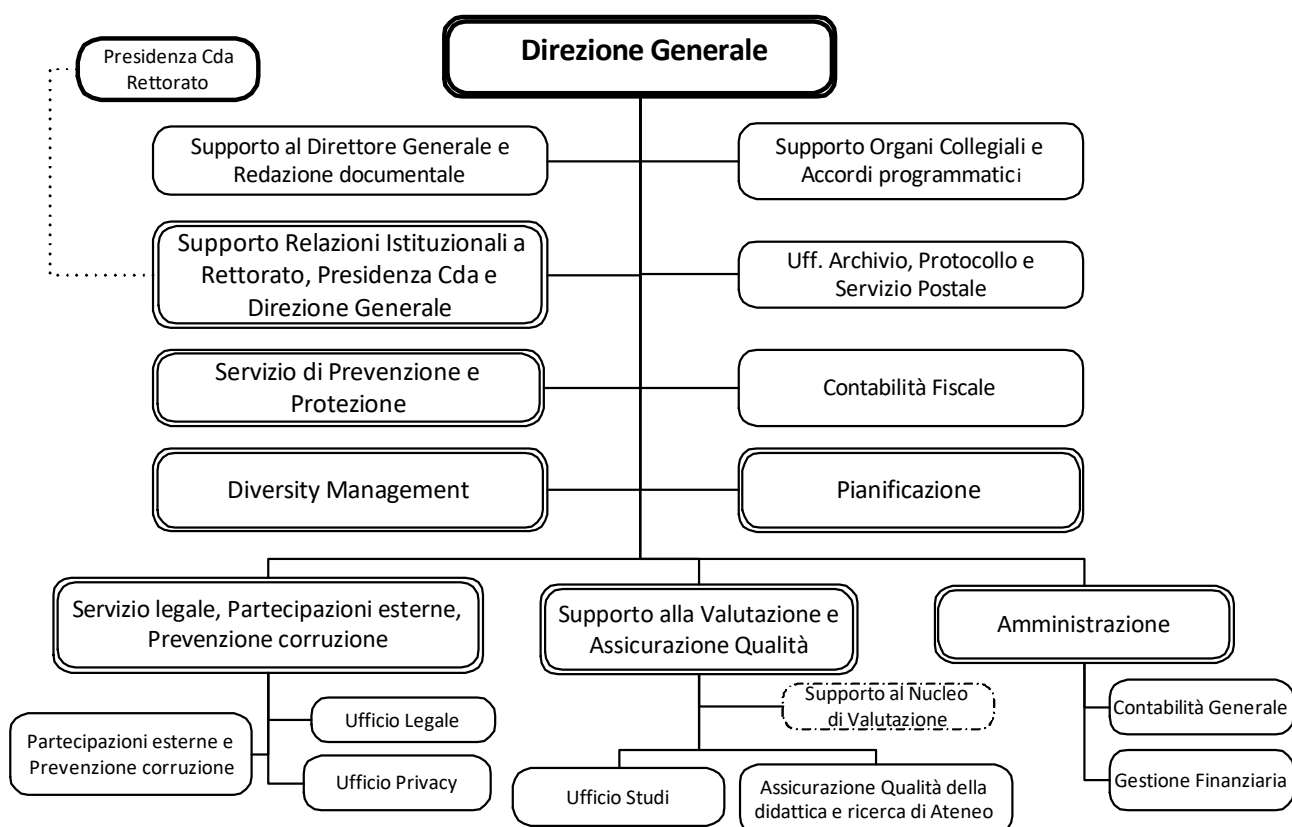 Direzione Generale
Presidenza Cda
Rettorato
Supporto al Direttore Generale e
Redazione documentale
Supporto Organi Collegiali e
Accordi programmatici
Supporto Relazioni Istituzionali a
Rettorato, Presidenza Cda e
Direzione Generale
Uff. Archivio, Protocollo e
Servizio Postale
Servizio di Prevenzione e
Protezione
Contabilità Fiscale
Diversity Management
Pianificazione
Servizio legale, Partecipazioni esterne,
Prevenzione corruzione
Supporto alla Valutazione e
Assicurazione Qualità
Amministrazione
Partecipazioni esterne e
Prevenzione corruzione
Ufficio Legale
Ufficio Privacy
Supporto al Nucleo
di Valutazione
Ufficio Studi
Assicurazione Qualità della
didattica e ricerca di Ateneo
Contabilità Generale
Gestione Finanziaria